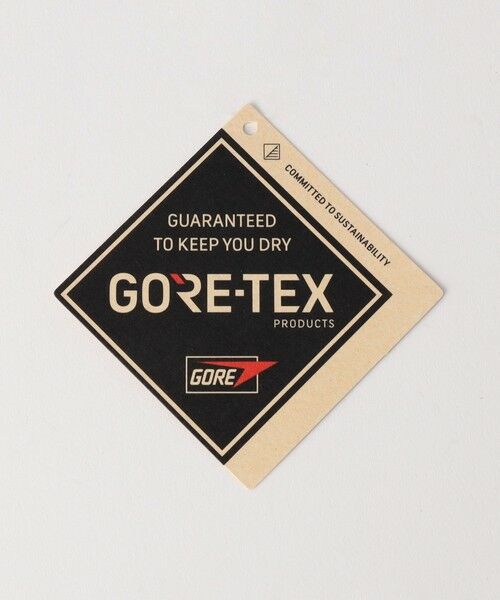 COMMITTED TO SUSTAINABILITY
GUARANTEED
TO KEEP YOU DRY
GORE-TEX
PRODUCTS
GORE